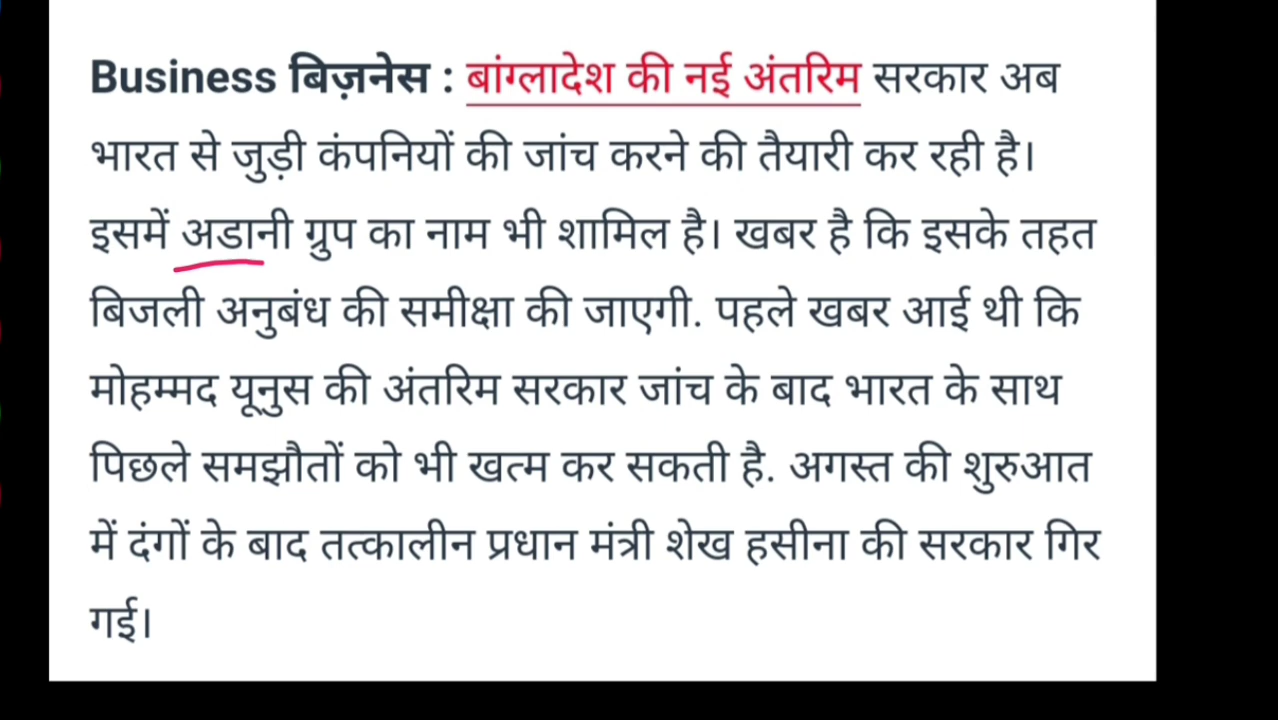 Business बिज़नेस : बांग्लादेश की नई अंतरिम सरकार अब
भारत से जुड़ी कंपनियों की जांच करने की तैयारी कर रही है।
इसमें अडानी ग्रुप का नाम भी शामिल है। खबर है कि इसके तहत
बिजली अनुबंध की समीक्षा की जाएगी. पहले खबर आई थी कि
मोहम्मद यूनुस की अंतरिम सरकार जांच के बाद भारत के साथ
पिछले समझौतों को भी खत्म कर सकती है. अगस्त की शुरुआत
में दंगों के बाद तत्कालीन प्रधान मंत्री शेख हसीना की सरकार गिर
गई।